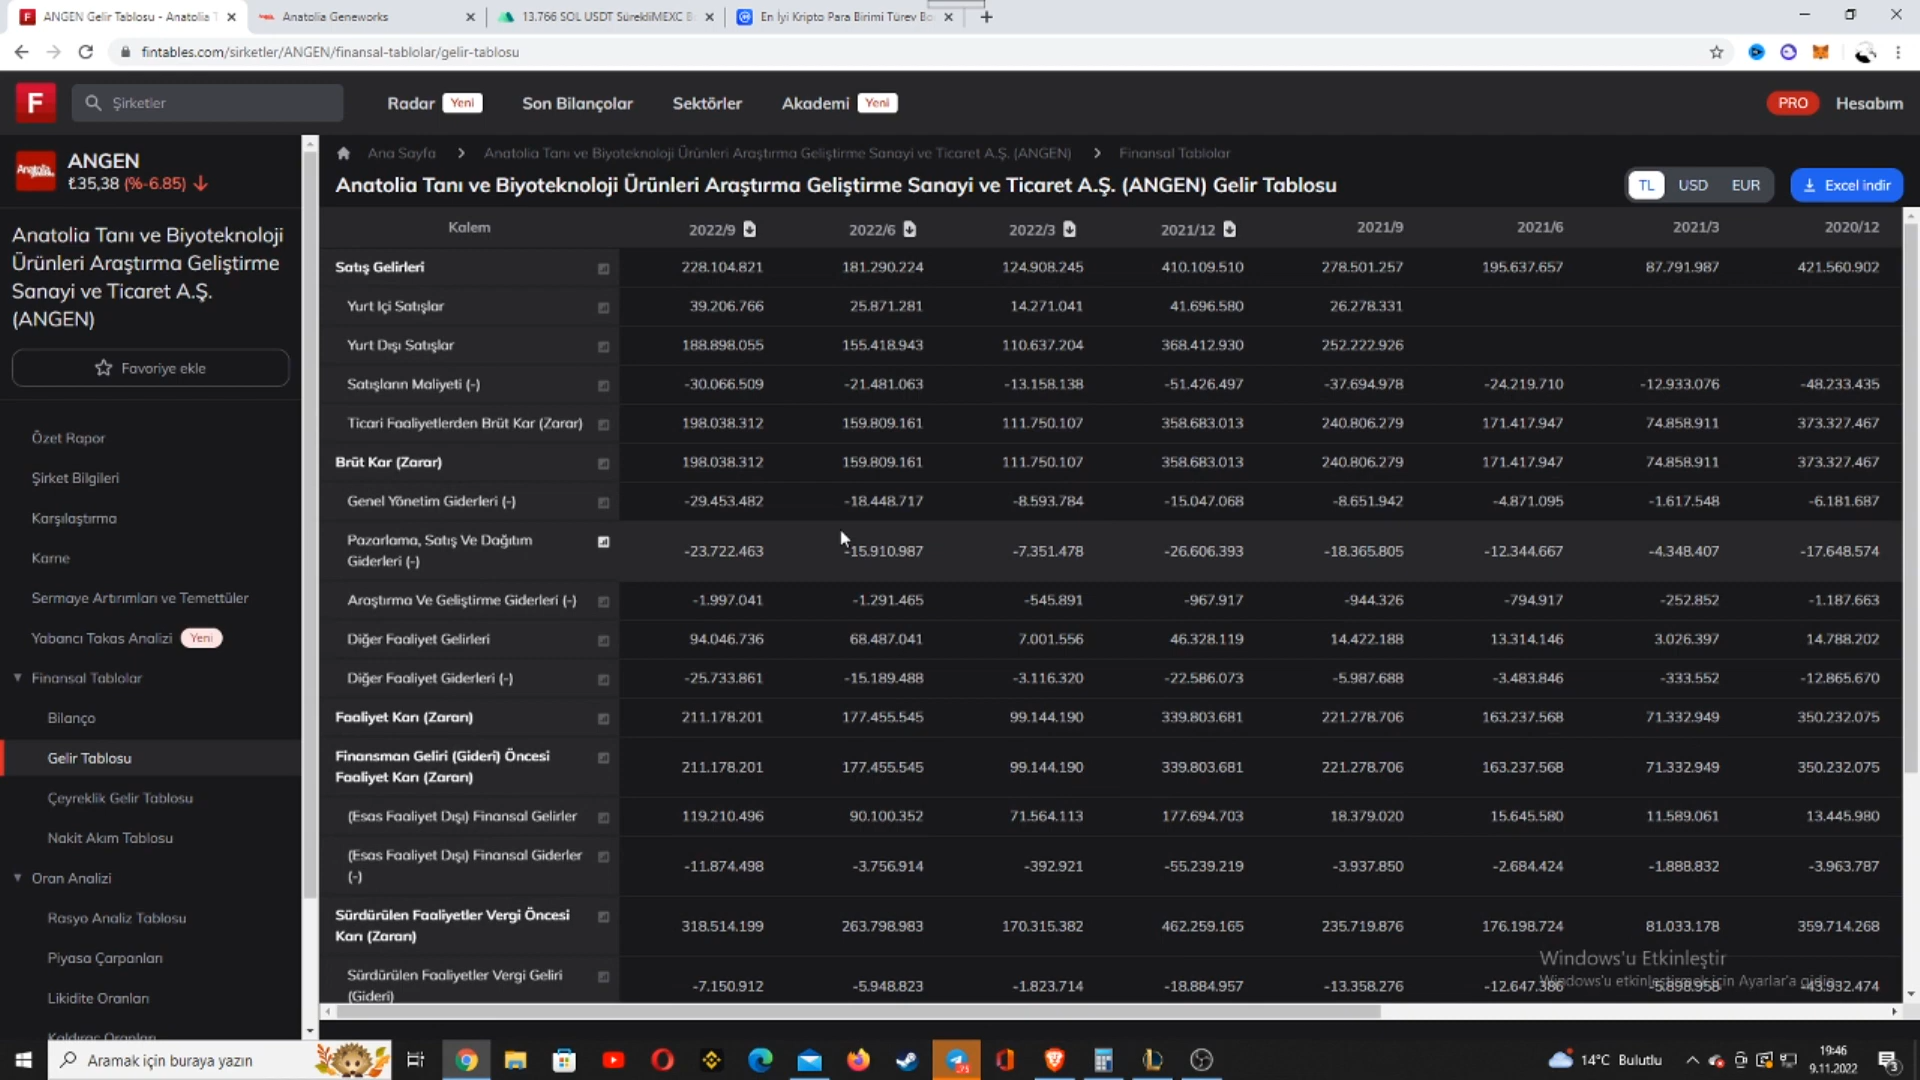 ANGEN Gelir Tablosu - Anatolia T
Anatolia Geneworks
13.766 SOL USDT SürekliMEXC B
En İyi Kripto Para Birimi Türev Bo
fintables.com/sirketler/ANGEN/finansal-tablolar/gelir-tablosu
F
Şirketler
Radar Yeni
Son Bilançolar
Sektörler
Akademi Yeni
PRO
Hesabım
Anatolia
ANGEN
₺35,38 (%-6.85)
Anatolia Tanı ve Biyoteknoloji
Ürünleri Araştırma Geliştirme
Sanayi ve Ticaret A.Ş.
(ANGEN)
Favoriye ekle
Özet Rapor
Şirket Bilgileri
Karşılaştırma
Karne
Sermaye Artırımları ve Temettüler
Yabancı Takas Analizi Yeni
Finansal Tablolar
Bilanço
Gelir Tablosu
Çeyreklik Gelir Tablosu
Nakit Akım Tablosu
Oran Analizi
Rasyo Analiz Tablosu
Piyasa Çarpanları
Likidite Oranları
Kaldıraç Oranları
Ana Sayfa > Anatolia Tanı ve Biyoteknoloji Ürünleri Araştırma Geliştirme Sanayi ve Ticaret A.Ş. (ANGEN) > Finansal Tablolar
Anatolia Tanı ve Biyoteknoloji Ürünleri Araştırma Geliştirme Sanayi ve Ticaret A.Ş. (ANGEN) Gelir Tablosu
TL USD EUR
Excel indir
Kalem 2022/9 2022/6 2022/3 2021/12 2021/9 2021/6 2021/3 2020/12
Satış Gelirleri 228.104.821 181.290.224 124.908.245 410.109.510 278.501.257 195.637.657 87.791.987 421.560.902
Yurt Içi Satışlar 39.206.766 25.871.281 14.271.041 41.696.580 26.278.331
Yurt Dışı Satışlar 188.898.055 155.418.943 110.637.204 368.412.930 252.222.926
Satışların Maliyeti (-) -30.066.509 -21.481.063 -13.158.138 -51.426.497 -37.694.978 -24.219.710 -12.933.076 -48.233.435
Ticari Faaliyetlerden Brüt Kar (Zarar) 198.038.312 159.809.161 111.750.107 358.683.013 240.806.279 171.417.947 74.858.911 373.327.467
Brüt Kar (Zarar) 198.038.312 159.809.161 111.750.107 358.683.013 240.806.279 171.417.947 74.858.911 373.327.467
Genel Yönetim Giderleri (-) -29.453.482 -18.448.717 -8.593.784 -15.047.068 -8.651.942 -4.871.095 -1.617.548 -6.181.687
Pazarlama, Satış Ve Dağıtım
Giderleri (-) -23.722.463 -15.910.987 -7.351.478 -26.606.393 -18.365.805 -12.344.667 -4.348.407 -17.648.574
Araştırma Ve Geliştirme Giderleri (-) -1.997.041 -1.291.465 -545.891 -967.917 -944.326 -794.917 -252.852 -1.187.663
Diğer Faaliyet Gelirleri 94.046.736 68.487.041 7.001.556 46.328.119 14.422.188 13.314.146 3.026.397 14.788.202
Diğer Faaliyet Giderleri (-) -25.733.861 -15.189.488 -3.116.320 -22.586.073 -5.987.688 -3.483.846 -333.552 -12.865.670
Faaliyet Karı (Zararı) 211.178.201 177.455.545 99.144.190 339.803.681 221.278.706 163.237.568 71.332.949 350.232.075
Finansman Geliri (Gideri) Öncesi
Faaliyet Karı (Zararı) 211.178.201 177.455.545 99.144.190 339.803.681 221.278.706 163.237.568 71.332.949 350.232.075
(Esas Faaliyet Dışı) Finansal Gelirler 119.210.496 90.100.352 71.564.113 177.694.703 18.379.020 15.645.580 11.589.061 13.445.980
(Esas Faaliyet Dışı) Finansal Giderler
(-) -11.874.498 -3.756.914 -392.921 -55.239.219 -3.937.850 -2.684.424 -1.888.832 -3.963.787
Sürdürülen Faaliyetler Vergi Öncesi
Karı (Zararı) 318.514.199 263.798.983 170.315.382 462.259.165 235.719.876 176.198.724 81.033.178 359.714.268
Sürdürülen Faaliyetler Vergi Geliri
(Gideri) -7.150.912 -5.948.823 -1.823.714 -18.884.957 -13.358.276 -12.647.386 -5.898.958 -43.932.474
Windows'u Etkinleştir
Windows'u etkinleştirmek için Ayarlar'a gidin.
Aramak için buraya yazın
14°C Bulutlu
19:46
9.11.2022
3